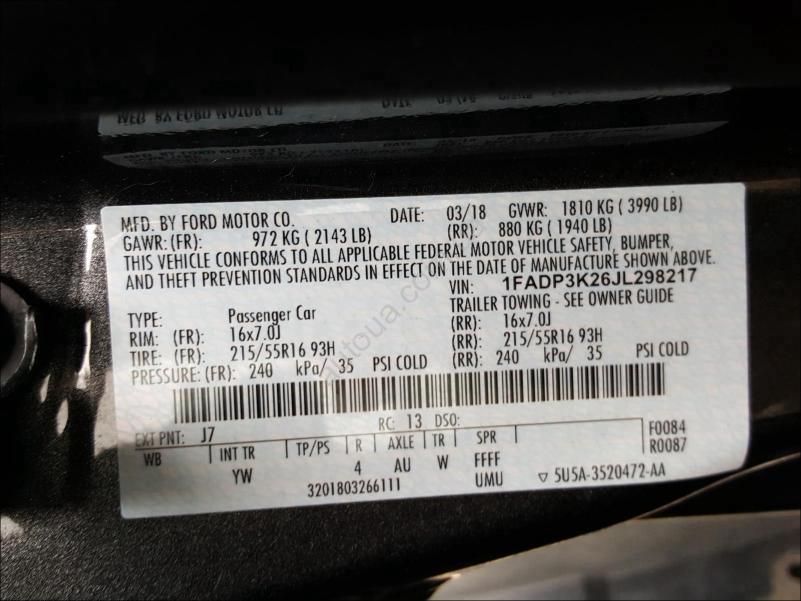 MFD. BY FORD MOTOR CO. DATE: 03/18 GVWR: 1810 KG ( 3990 LB)
GAWR: (FR): 972 KG ( 2143 LB) (RR): 880 KG ( 1940 LB)
THIS VEHICLE CONFORMS TO ALL APPLICABLE FEDERAL MOTOR VEHICLE SAFETY, BUMPER,
AND THEFT PREVENTION STANDARDS IN EFFECT ON THE DATE OF MANUFACTURE SHOWN ABOVE.
VIN: 1FADP3K26JL298217
TYPE: Passenger Car TRAILER TOWING - SEE OWNER GUIDE
RIM: (FR): 16x7.0J (RR): 16x7.0J
TIRE: (FR): 215/55R16 93H (RR): 215/55R16 93H
PRESSURE: (FR): 240 kPa/ 35 PSI COLD (RR): 240 kPa/ 35 PSI COLD
EXT PNT: J7 RC: 13 DSO:
WB INT TR TP/PS R AXLE TR SPR F0084
YW 4 AU W FFFF R0087
3201803266111 UMU 5U5A-3520472-AA
autoua.co